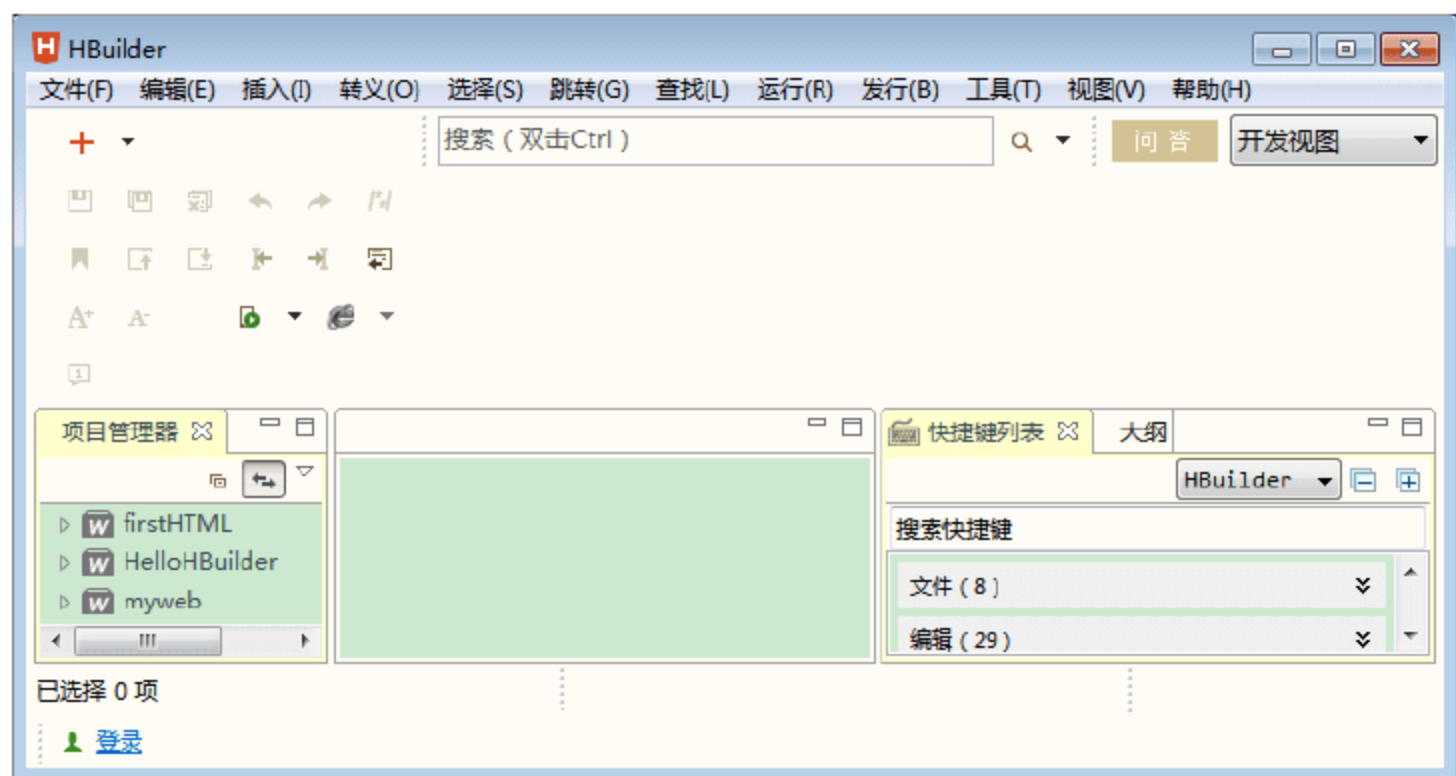 HBuilder
文件(F) 编辑(E) 插入(I) 转义(O) 选择(S) 跳转(G) 查找(L) 运行(R) 发行(B) 工具(T) 视图(V) 帮助(H)
搜索（双击Ctrl） 问答 开发视图
A+ A-
1
项目管理器 快捷键列表 大纲
HBuilder
firstHTML
HelloHBuilder
myweb
搜索快捷键
文件（8）
编辑（29）
已选择 0 项
登录